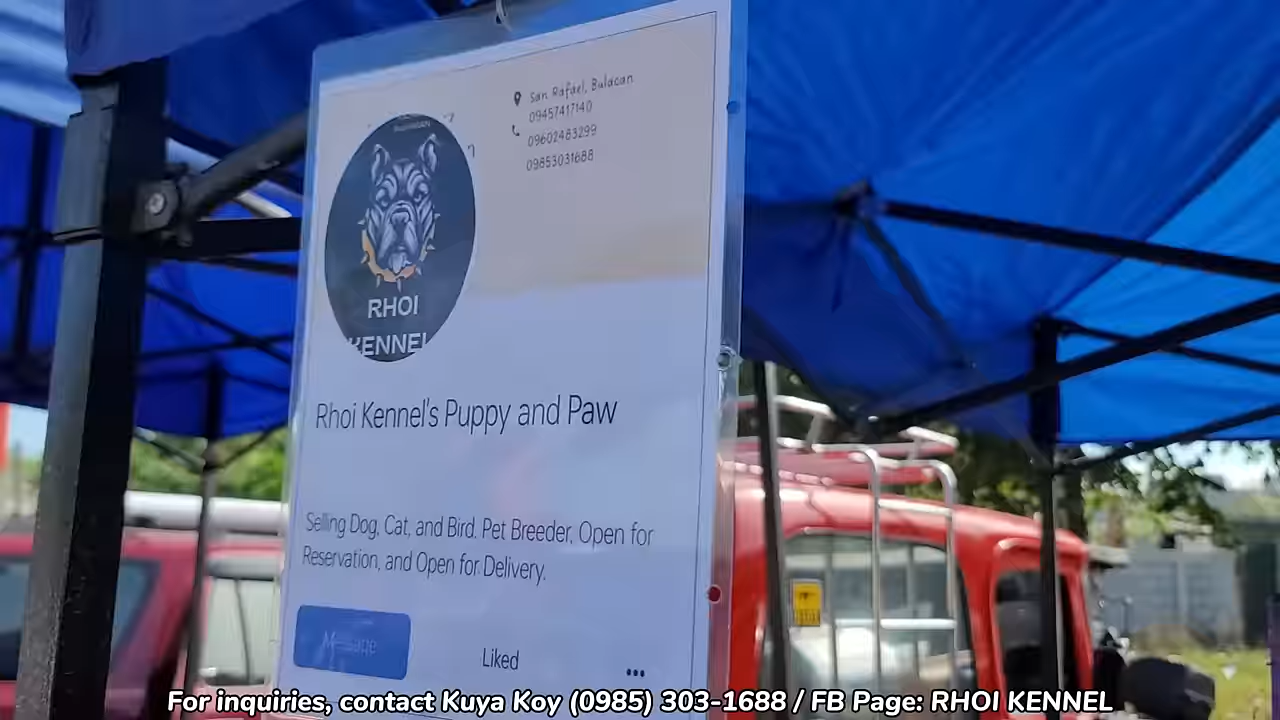 San Rafael, Bulacan
09457417140
09602483299
09853031688
RHOI
KENNEL
Rhoi Kennel's Puppy and Paw
Selling Dog, Cat, and Bird. Pet Breeder, Open for
Reservation, and Open for Delivery.
Message
Liked
For inquiries, contact Kuya Koy (0985) 303-1688 / FB Page: RHOI KENNEL